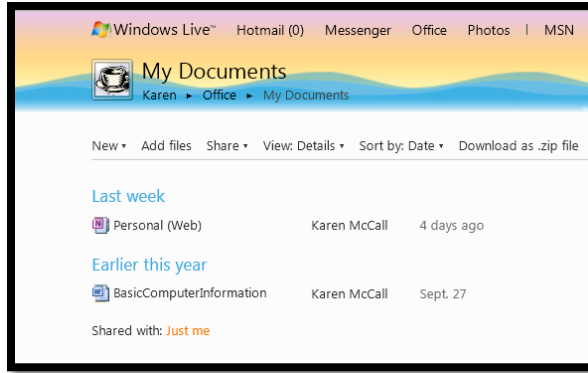 Windows Live™ Hotmail (0) Messenger Office Photos | MSN
My Documents
Karen ► Office ► My Documents
New ▾ Add files Share ▾ View: Details ▾ Sort by: Date ▾ Download as .zip file
Last week
Personal (Web) Karen McCall 4 days ago
Earlier this year
BasicComputerInformation Karen McCall Sept. 27
Shared with: Just me